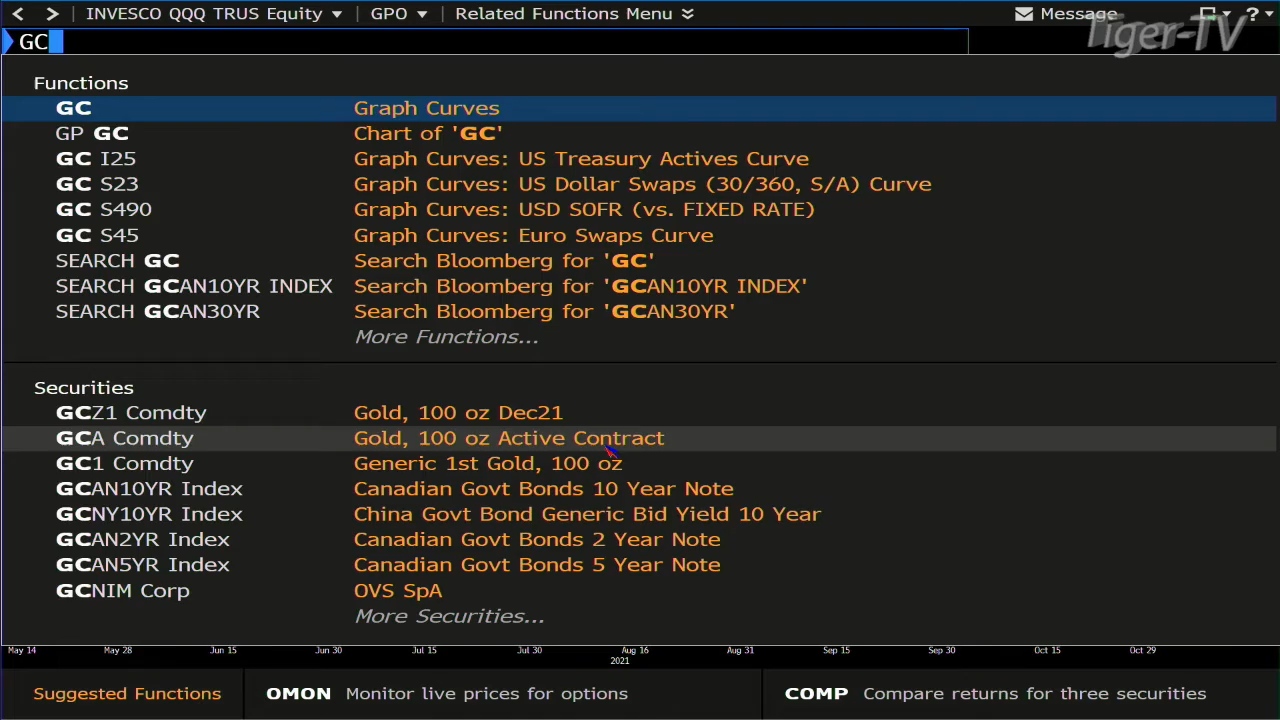 INVESCO QQQ TRUS Equity GPO Related Functions Menu Message ?
Tiger-TV
GC
Functions
GC Graph Curves
GP GC Chart of 'GC'
GC I25 Graph Curves: US Treasury Actives Curve
GC S23 Graph Curves: US Dollar Swaps (30/360, S/A) Curve
GC S490 Graph Curves: USD SOFR (vs. FIXED RATE)
GC S45 Graph Curves: Euro Swaps Curve
SEARCH GC Search Bloomberg for 'GC'
SEARCH GCAN10YR INDEX Search Bloomberg for 'GCAN10YR INDEX'
SEARCH GCAN30YR Search Bloomberg for 'GCAN30YR'
More Functions...
Securities
GCZ1 Comdty Gold, 100 oz Dec21
GCA Comdty Gold, 100 oz Active Contract
GC1 Comdty Generic 1st Gold, 100 oz
GCAN10YR Index Canadian Govt Bonds 10 Year Note
GCNY10YR Index China Govt Bond Generic Bid Yield 10 Year
GCAN2YR Index Canadian Govt Bonds 2 Year Note
GCAN5YR Index Canadian Govt Bonds 5 Year Note
GCNIM Corp OVS SpA
More Securities...
May 14 May 28 Jun 15 Jun 30 Jul 15 Jul 30 Aug 16 Aug 31 Sep 15 Sep 30 Oct 15 Oct 29
2021
Suggested Functions OMON Monitor live prices for options COMP Compare returns for three securities